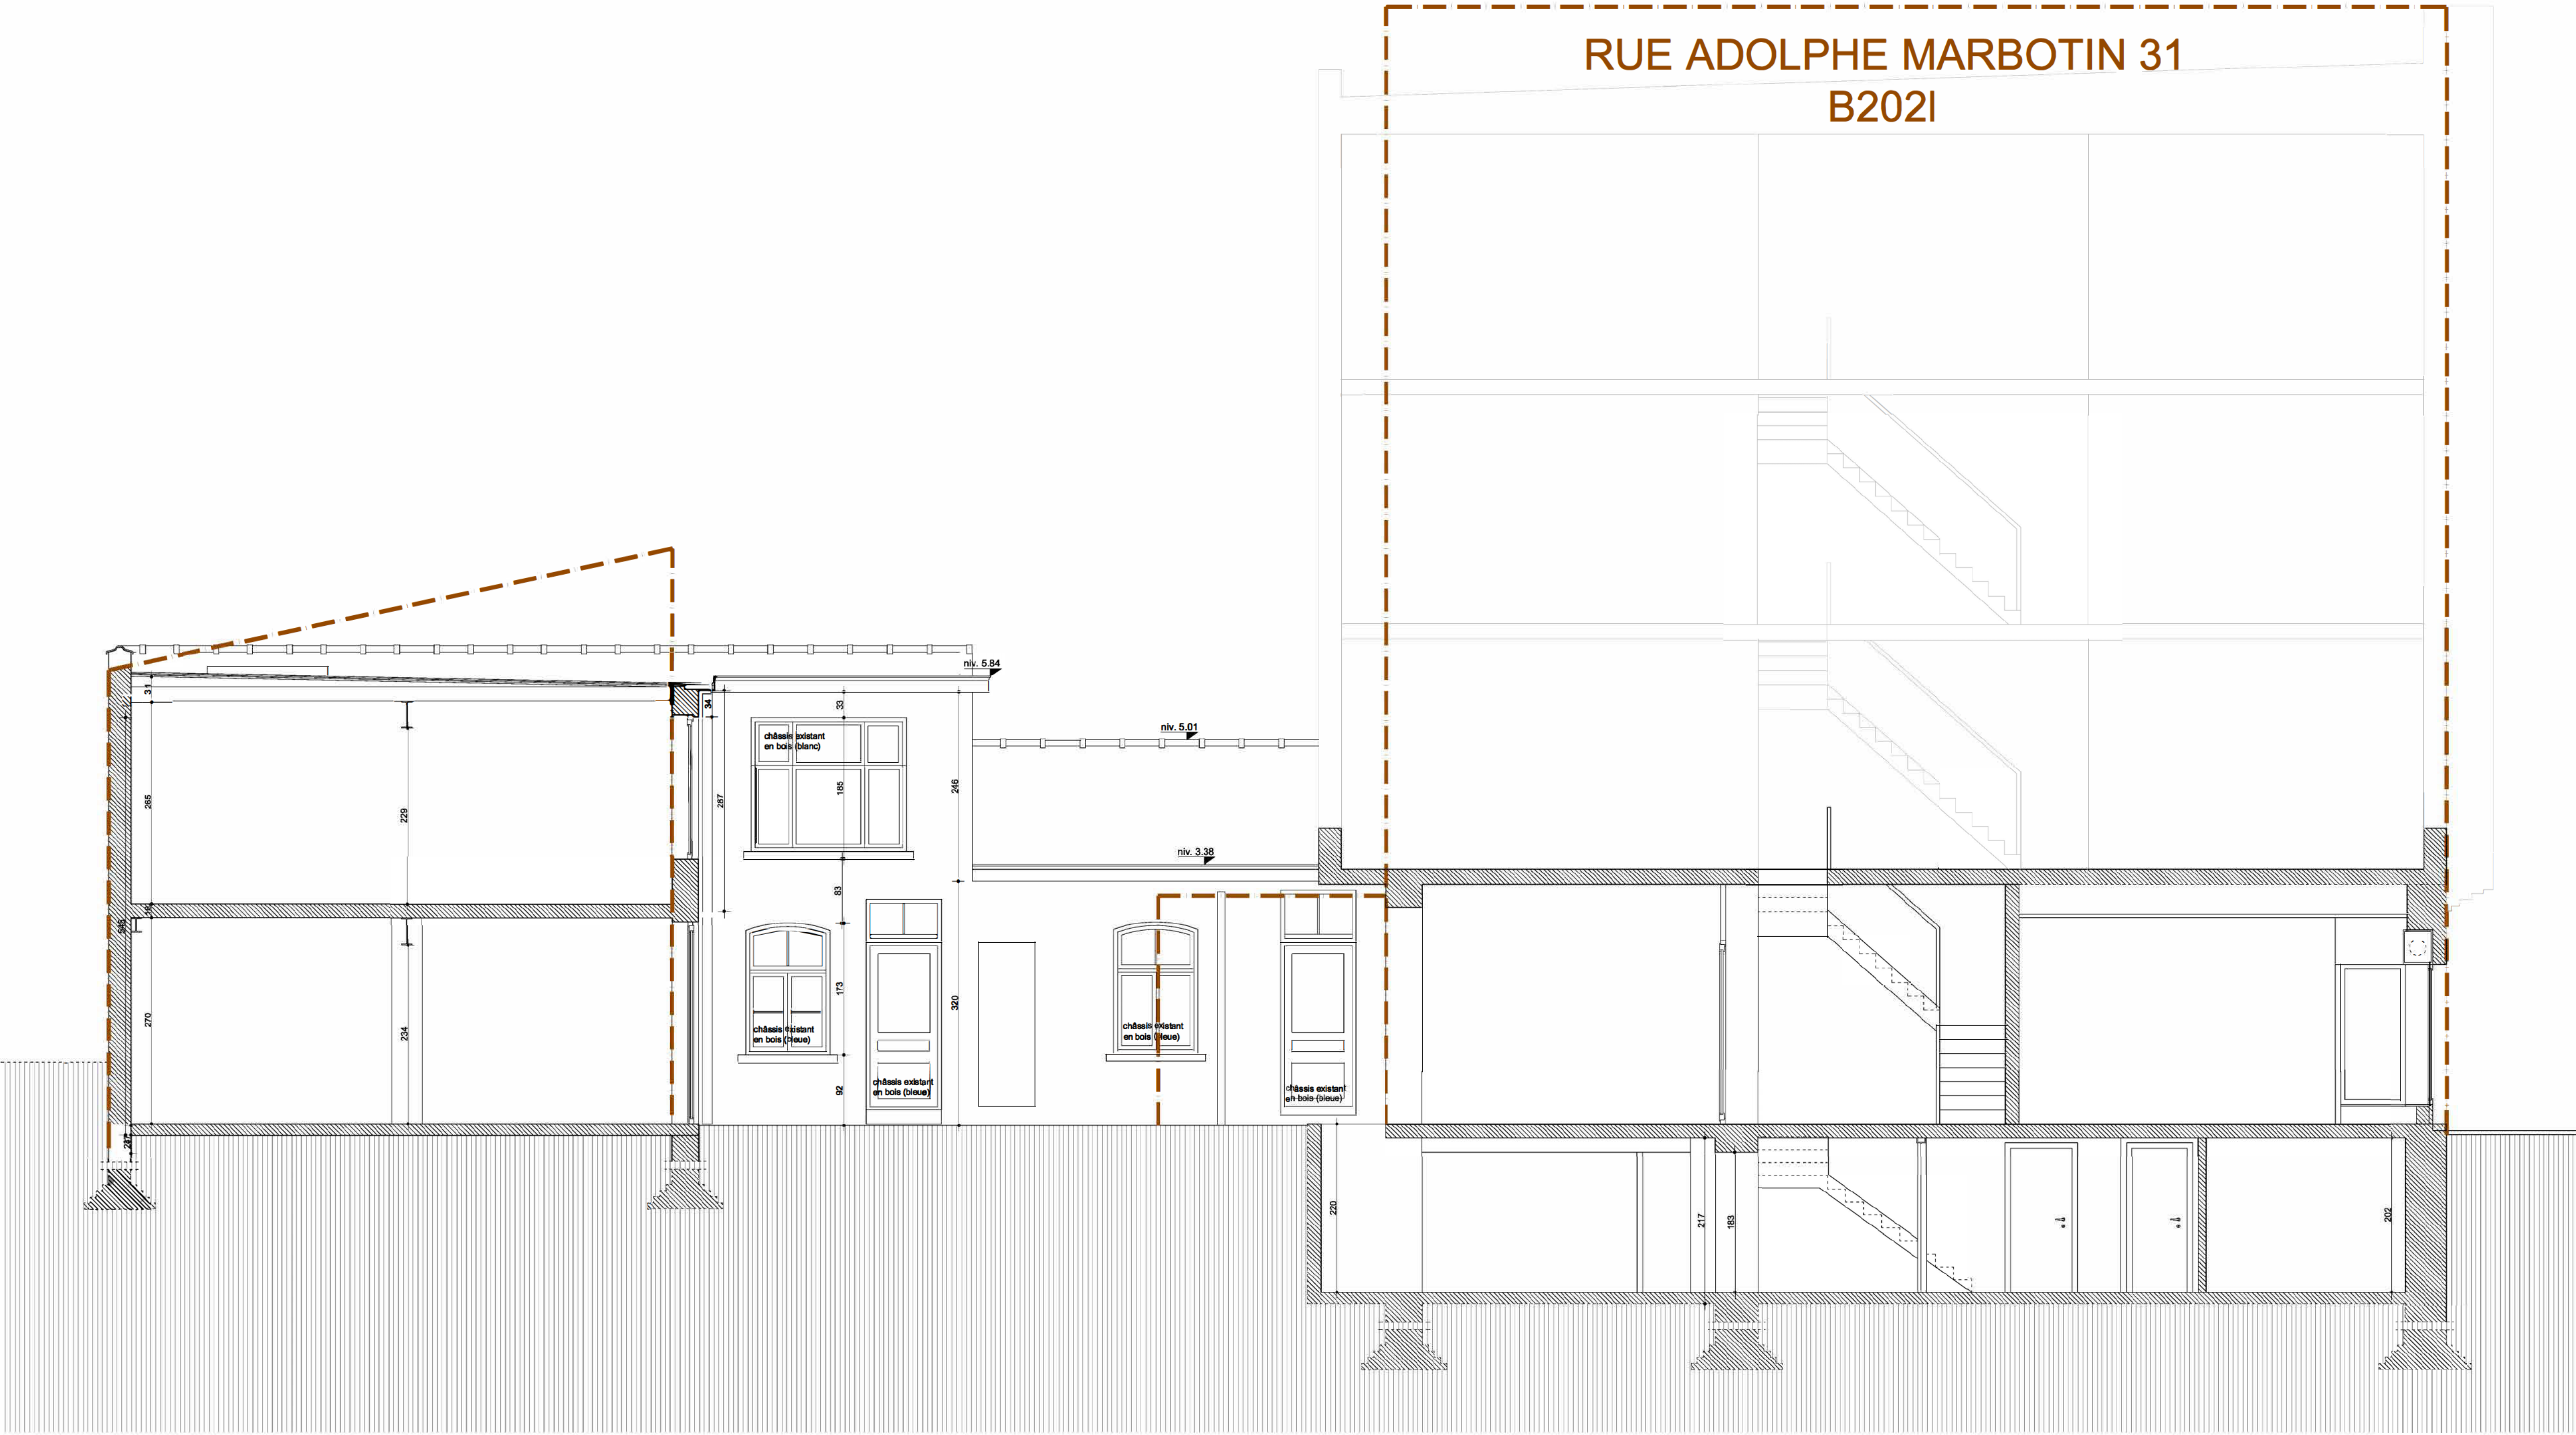 RUE ADOLPHE MARBOTIN 31
B202I
niv. 5.84
niv. 5.01
niv. 3.38
châssis existant
en bois (blanc)
châssis existant
en bois (bleue)
châssis existant
en bois (bleue)
châssis existant
en bois (bleue)
châssis existant
en bois (bleue)
31
265
229
270
234
34
287
33
185
83
173
92
246
320
220
217
183
202